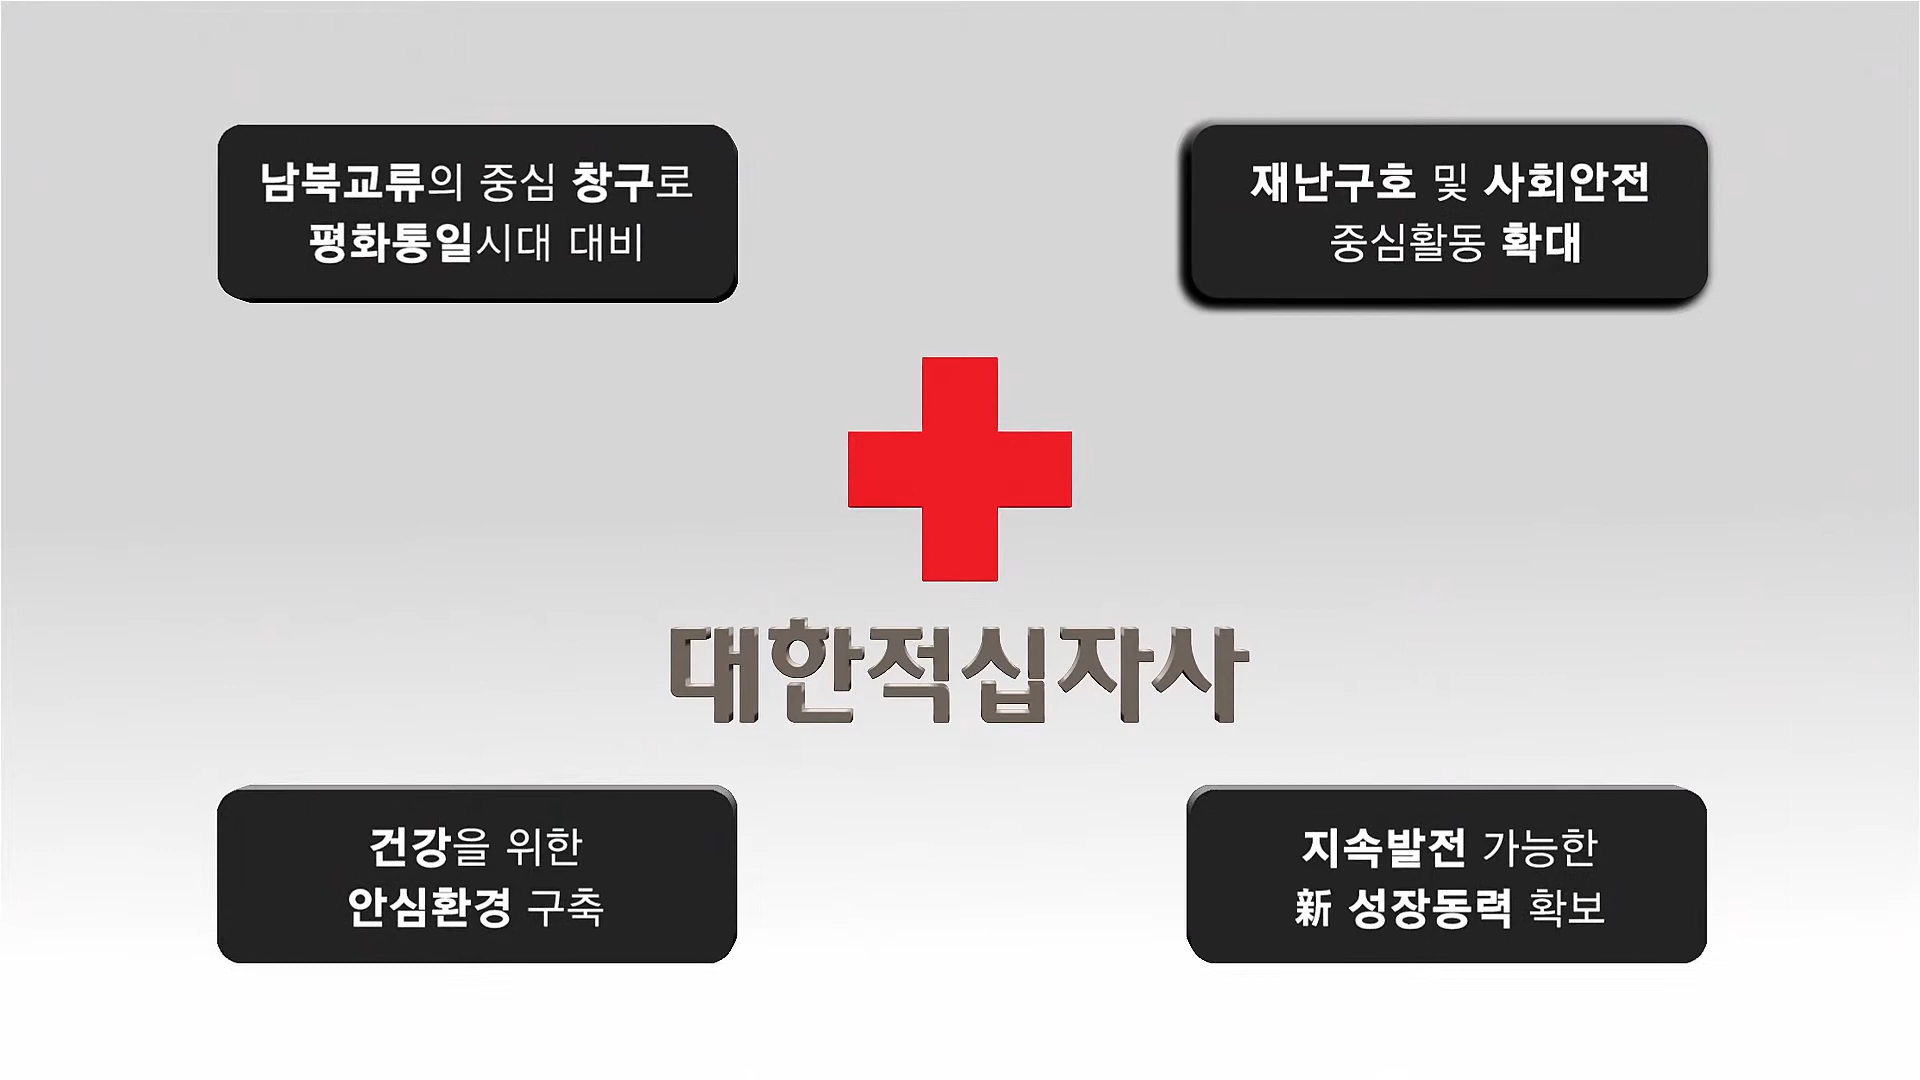 남북교류의 중심 창구로
평화통일시대 대비
재난구호 및 사회안전
중심활동 확대
대한적십자사
건강을 위한
안심환경 구축
지속발전 가능한
新 성장동력 확보